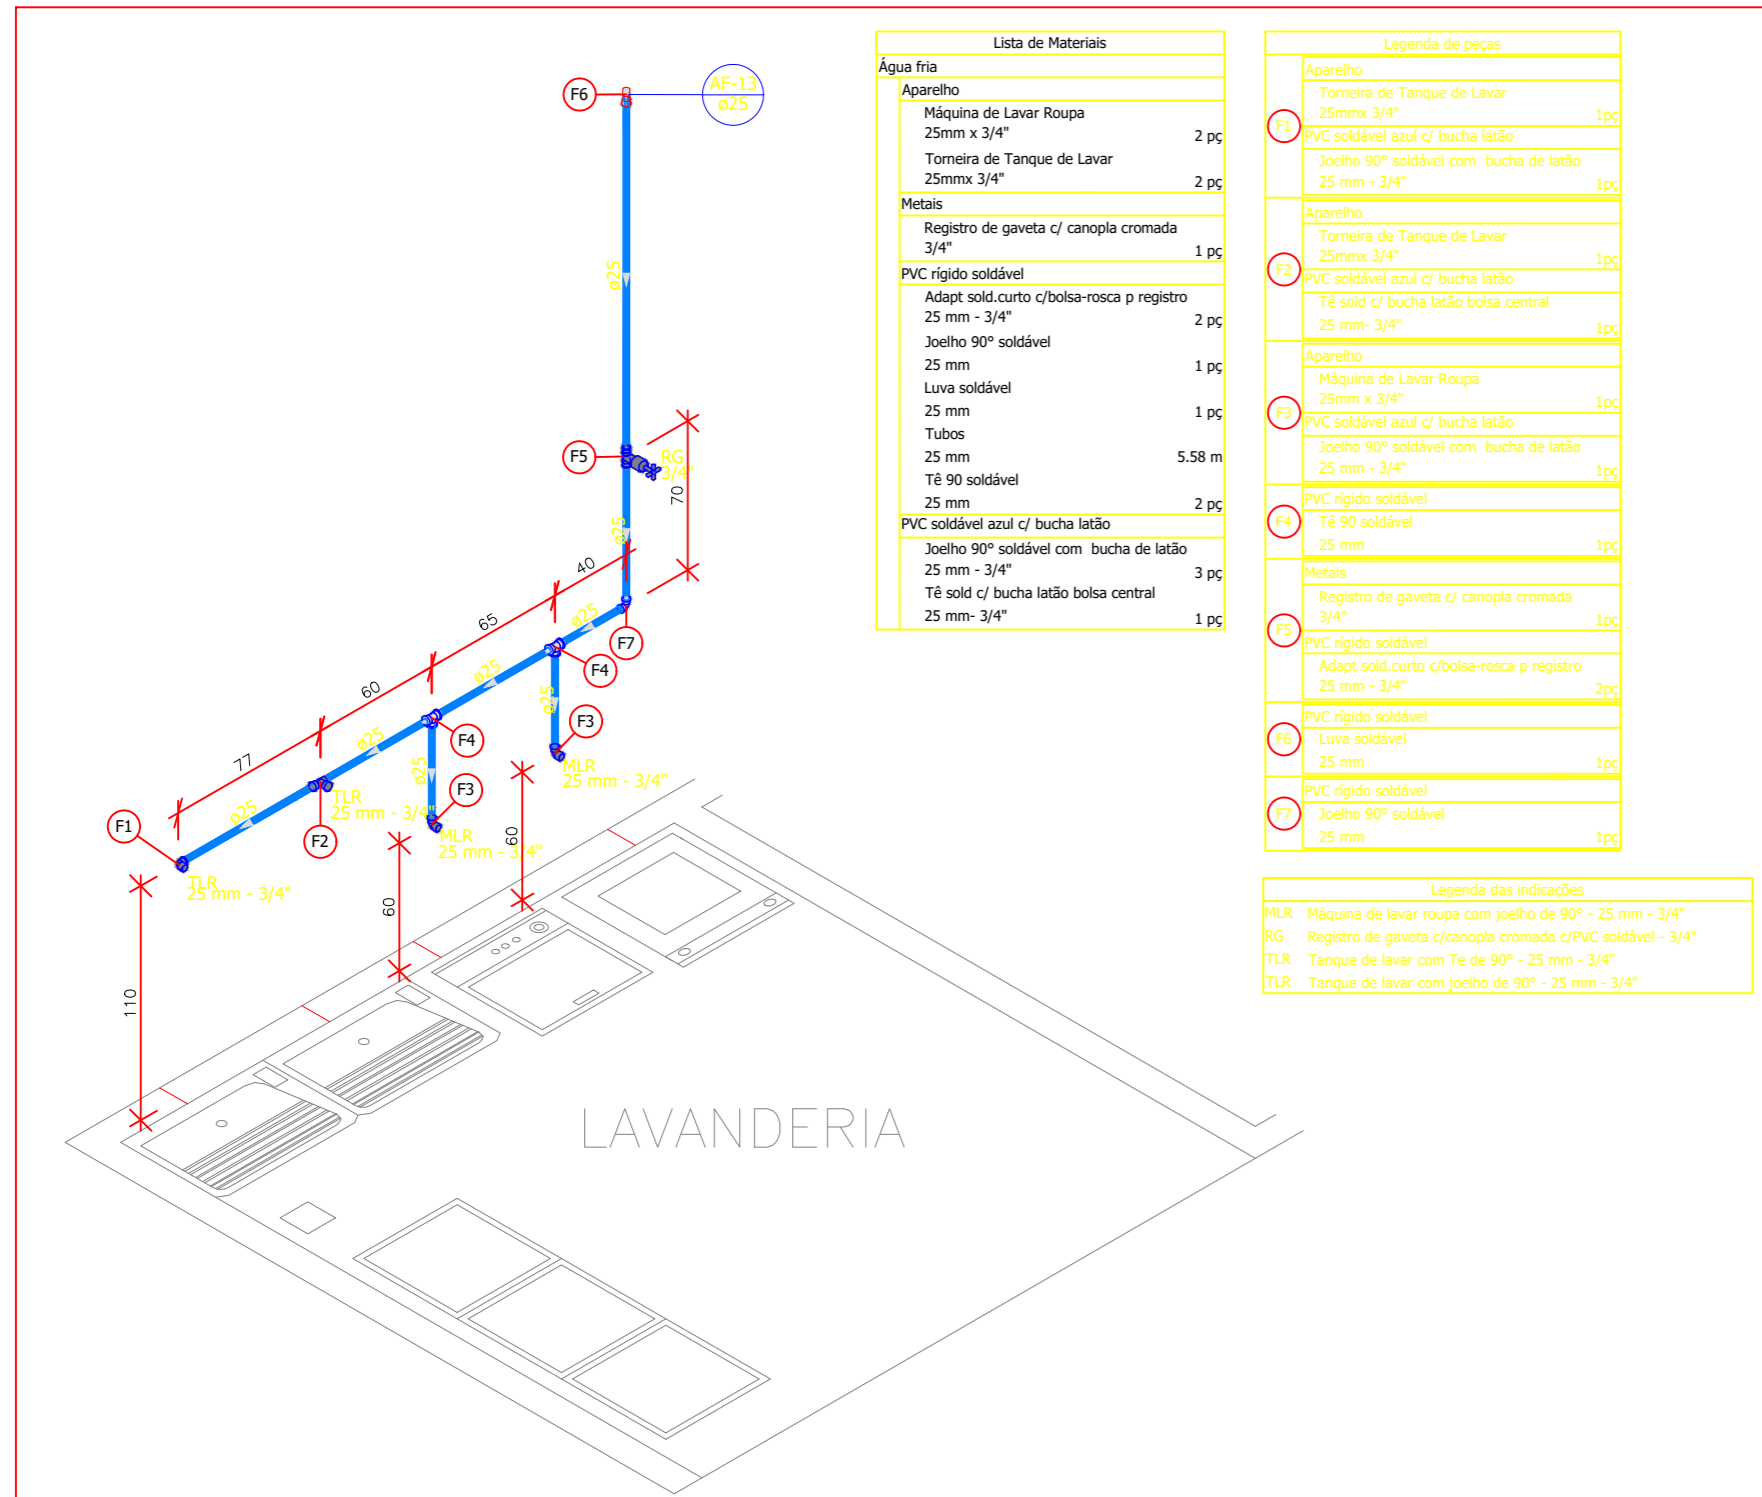 F6
AF-13
ø25
ø25
F5
RG
3/4"
70
ø25
40
65
ø25
F7
60
ø25
F4
ø25
F3
77
ø25
F4
MLR
25 mm - 3/4"
ø25
F3
ø25
TLR
25 mm - 3/4"
F1
F2
MLR
25 mm - 3/4"
60
TLR
25 mm - 3/4"
60
110
LAVANDERIA
Lista de Materiais
Água fria
Aparelho
Máquina de Lavar Roupa
25mm x 3/4" 2 pç
Torneira de Tanque de Lavar
25mmx 3/4" 2 pç
Metais
Registro de gaveta c/ canopla cromada
3/4" 1 pç
PVC rígido soldável
Adapt sold.curto c/bolsa-rosca p registro
25 mm - 3/4" 2 pç
Joelho 90° soldável
25 mm 1 pç
Luva soldável
25 mm 1 pç
Tubos
25 mm 5.58 m
Tê 90 soldável
25 mm 2 pç
PVC soldável azul c/ bucha latão
Joelho 90° soldável com bucha de latão
25 mm - 3/4" 3 pç
Tê sold c/ bucha latão bolsa central
25 mm- 3/4" 1 pç
Legenda de peças
F1
Aparelho
Torneira de Tanque de Lavar
25mmx 3/4" 1pç
PVC soldável azul c/ bucha latão
Joelho 90° soldável com bucha de latão
25 mm - 3/4" 1pç
F2
Aparelho
Torneira de Tanque de Lavar
25mmx 3/4" 1pç
PVC soldável azul c/ bucha latão
Tê sold c/ bucha latão bolsa central
25 mm- 3/4" 1pç
F3
Aparelho
Máquina de Lavar Roupa
25mm x 3/4" 1pç
PVC soldável azul c/ bucha latão
Joelho 90° soldável com bucha de latão
25 mm - 3/4" 1pç
F4
PVC rígido soldável
Tê 90 soldável
25 mm 1pç
F5
Metais
Registro de gaveta c/ canopla cromada
3/4" 1pç
PVC rígido soldável
Adapt sold.curto c/bolsa-rosca p registro
25 mm - 3/4" 2pç
F6
PVC rígido soldável
Luva soldável
25 mm 1pç
F7
PVC rígido soldável
Joelho 90° soldável
25 mm 1pç
Legenda das indicações
MLR Máquina de lavar roupa com joelho de 90° - 25 mm - 3/4"
RG Registro de gaveta c/canopla cromada c/PVC soldável - 3/4"
TLR Tanque de lavar com Te de 90° - 25 mm - 3/4"
TLR Tanque de lavar com joelho de 90° - 25 mm - 3/4"